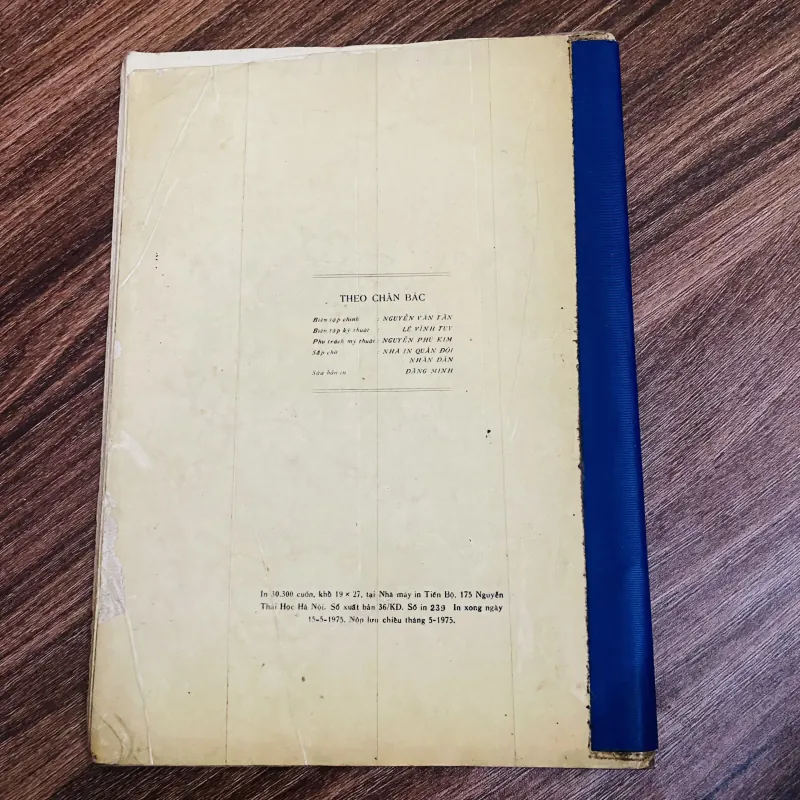 THEO CHÂN BÁC
Biên tập chính : NGUYỄN VĂN TÂN
Biên tập kỹ thuật : LÊ VĨNH TUY
Phụ trách mỹ thuật : NGUYỄN PHÚ KIM
Sắp chữ : NHÀ IN QUÂN ĐỘI
NHÂN DÂN
Sửa bản in ĐĂNG MINH
In 30.300 cuốn, khổ 19 × 27, tại Nhà máy in Tiến Bộ, 175 Nguyễn
Thái Học Hà Nội. Số xuất bản 36/KD. Số in 239 In xong ngày
15-5-1975. Nộp lưu chiểu tháng 5-1975.